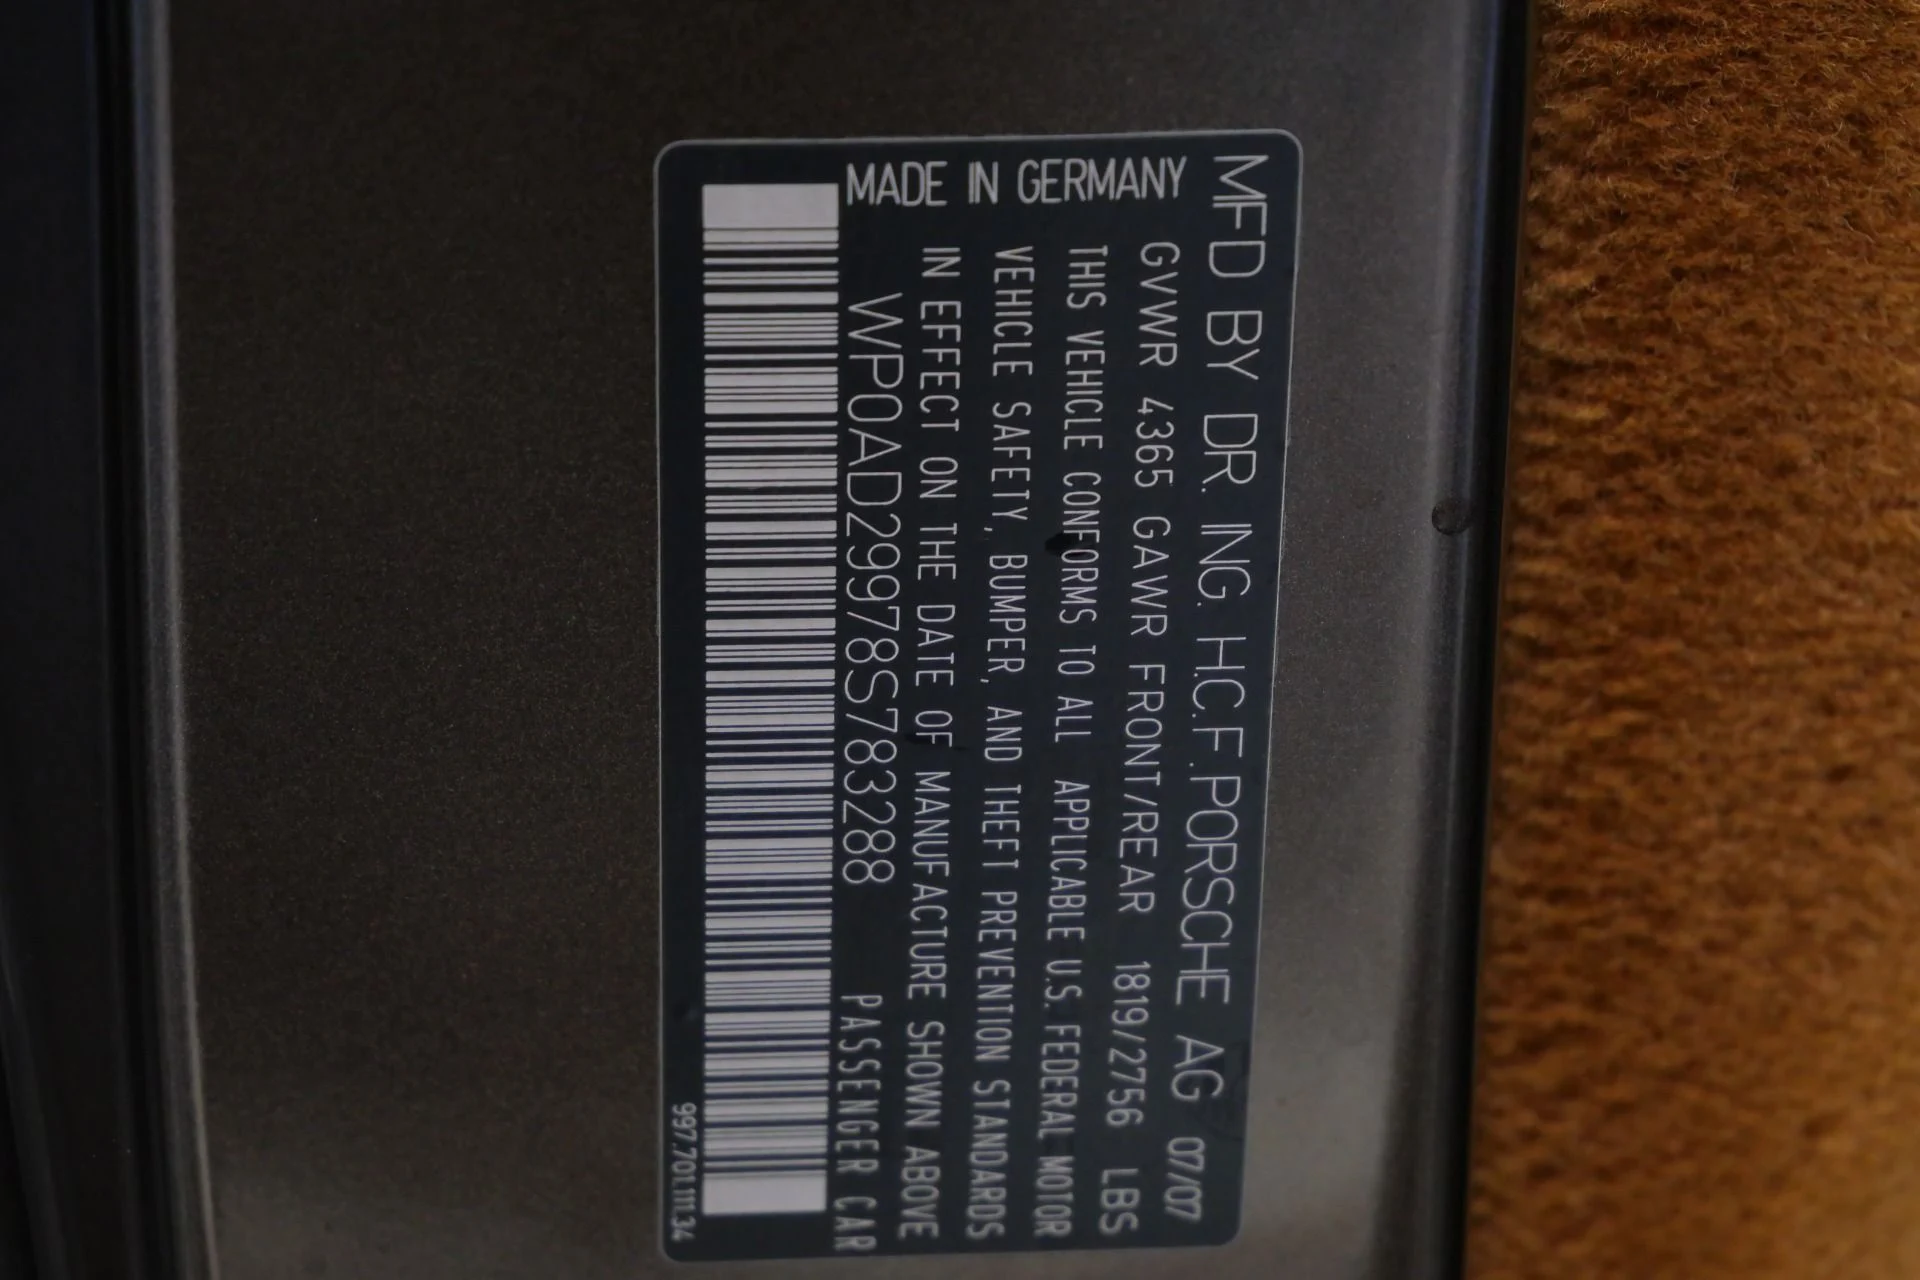 MFD BY DR. ING. H.C.F. PORSCHE AG 07/07
GVWR 4365 GAWR FRONT/REAR 1819/2756 LBS
THIS VEHICLE CONFORMS TO ALL APPLICABLE U.S. FEDERAL MOTOR
VEHICLE SAFETY, BUMPER, AND THEFT PREVENTION STANDARDS
IN EFFECT ON THE DATE OF MANUFACTURE SHOWN ABOVE
MADE IN GERMANY
WP0AD29978S783288 PASSENGER CAR
997.701.111.34